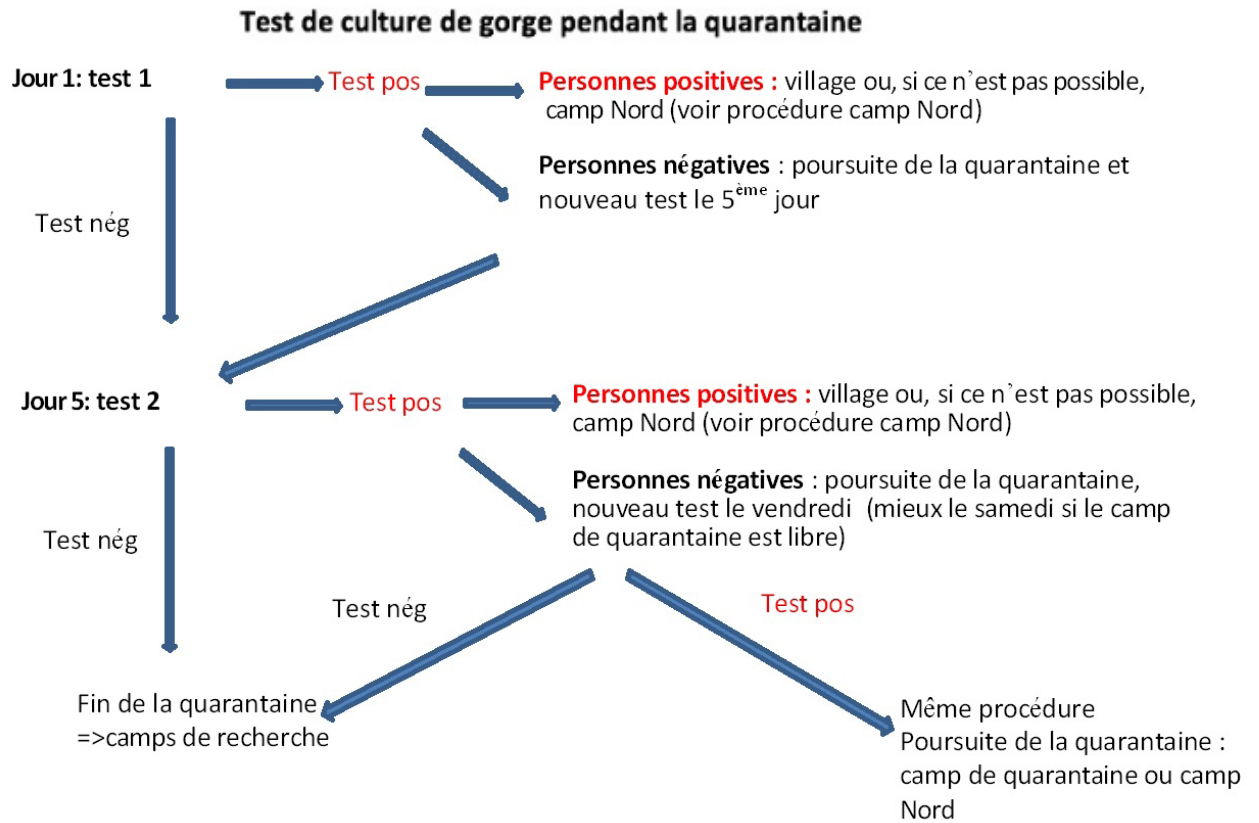 Test de culture de gorge pendant la quarantaine
Jour 1: test 1
Test pos
Personnes positives : village ou, si ce n'est pas possible,
camp Nord (voir procédure camp Nord)
Personnes négatives : poursuite de la quarantaine et
nouveau test le 5ème jour
Test nég
Jour 5: test 2
Test pos
Personnes positives : village ou, si ce n'est pas possible,
camp Nord (voir procédure camp Nord)
Personnes négatives : poursuite de la quarantaine,
nouveau test le vendredi (mieux le samedi si le camp
de quarantaine est libre)
Test nég
Test nég
Test pos
Fin de la quarantaine
=>camps de recherche
Même procédure
Poursuite de la quarantaine :
camp de quarantaine ou camp
Nord